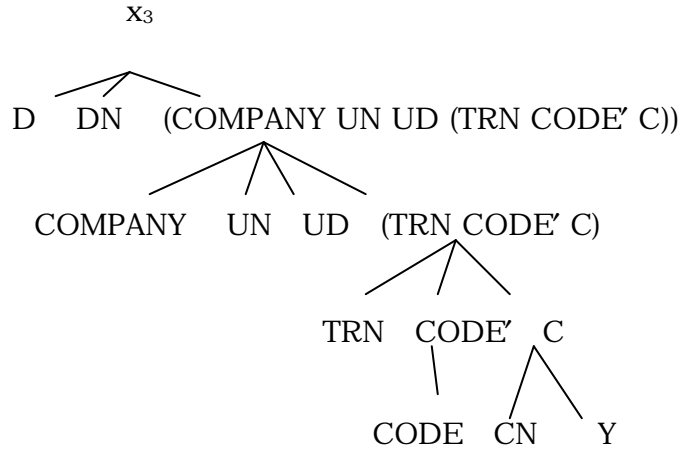 x₃
D DN (COMPANY UN UD (TRN CODE′ C))
COMPANY UN UD (TRN CODE′ C)
TRN CODE′ C
CODE CN Y